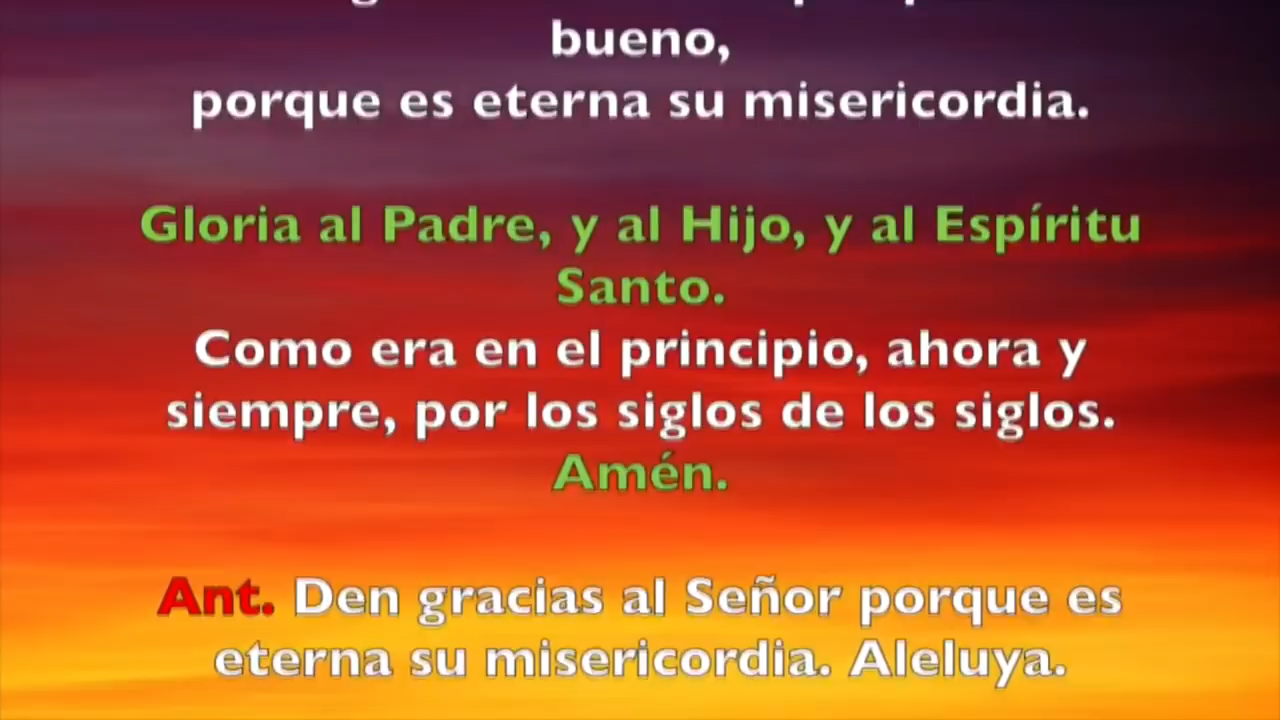 bueno,
porque es eterna su misericordia.
Gloria al Padre, y al Hijo, y al Espíritu
Santo.
Como era en el principio, ahora y
siempre, por los siglos de los siglos.
Amén.
Ant. Den gracias al Señor porque es
eterna su misericordia. Aleluya.